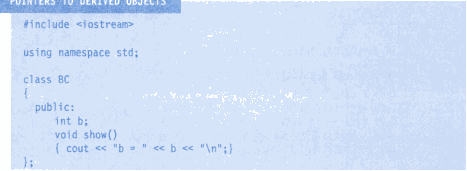 POINTERS TO DERIVED OBJECTS
#include <iostream>
using namespace std;
class BC
{
public:
int b;
void show()
{ cout << "b = " << b << "\n";}
};